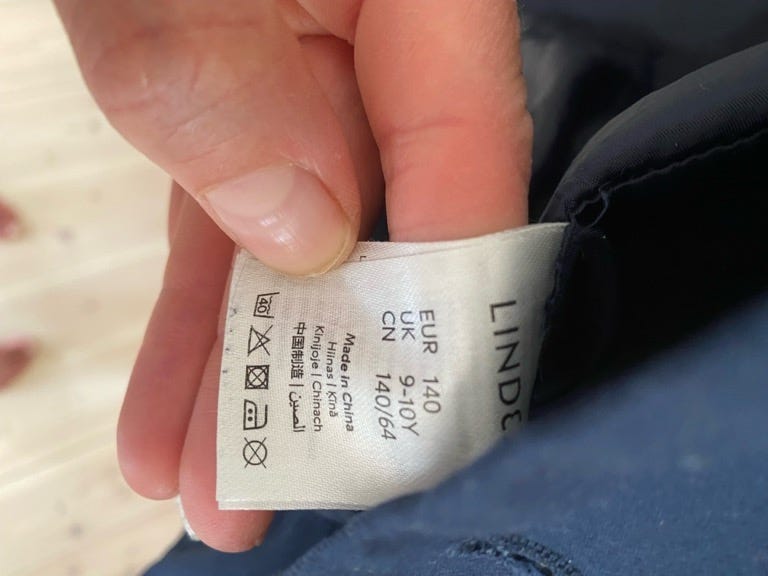 LINDE
EUR 140
UK 9-10Y
CN 140/64
Made in China
Hiinas | Ķīnā
Kinijoje | Chinach
中国制造 | الصين
40